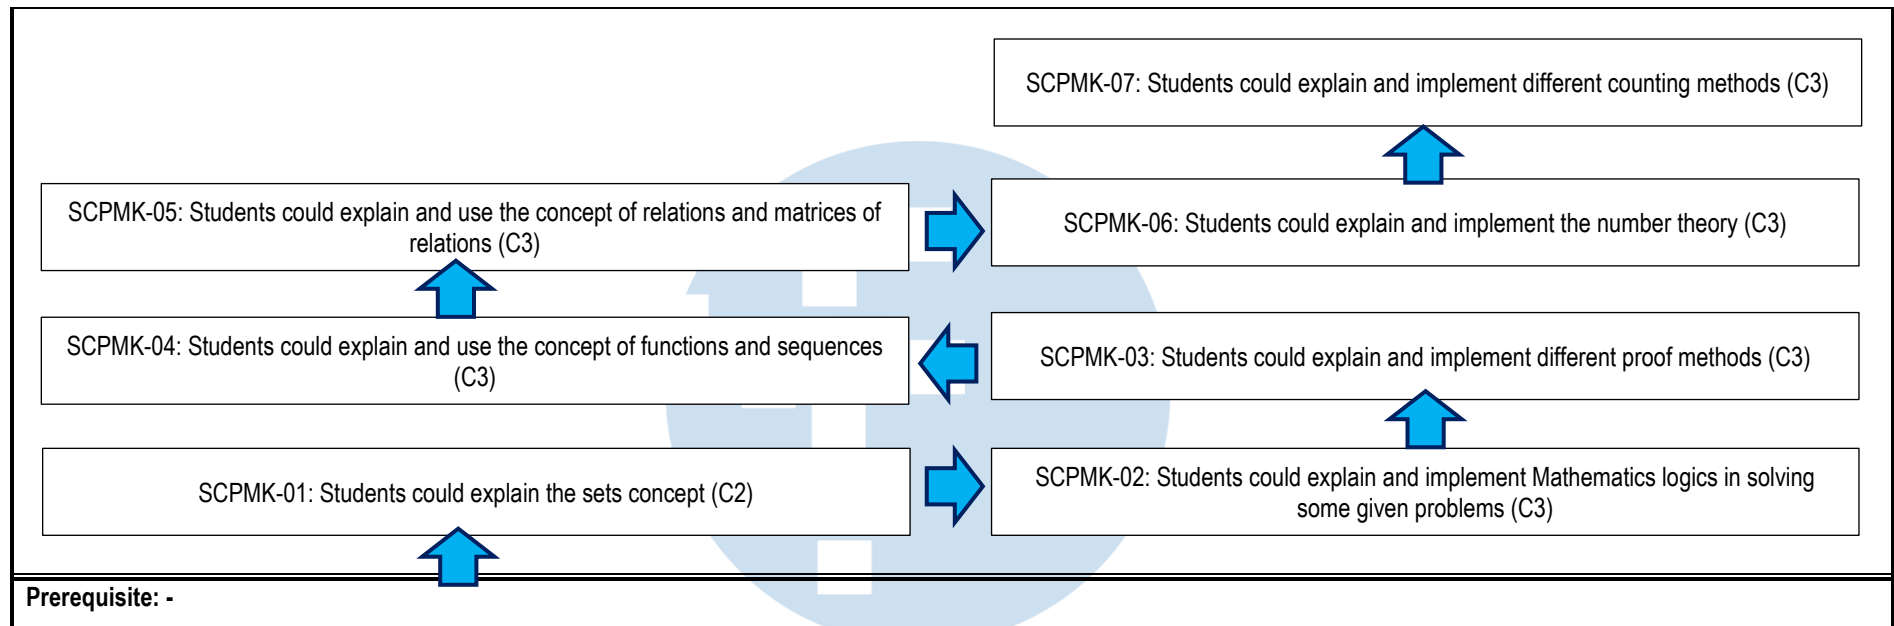 SCPMK-07: Students could explain and implement different counting methods (C3)
SCPMK-05: Students could explain and use the concept of relations and matrices of
relations (C3)
SCPMK-06: Students could explain and implement the number theory (C3)
SCPMK-04: Students could explain and use the concept of functions and sequences
(C3)
SCPMK-03: Students could explain and implement different proof methods (C3)
SCPMK-01: Students could explain the sets concept (C2)
SCPMK-02: Students could explain and implement Mathematics logics in solving
some given problems (C3)
Prerequisite: -